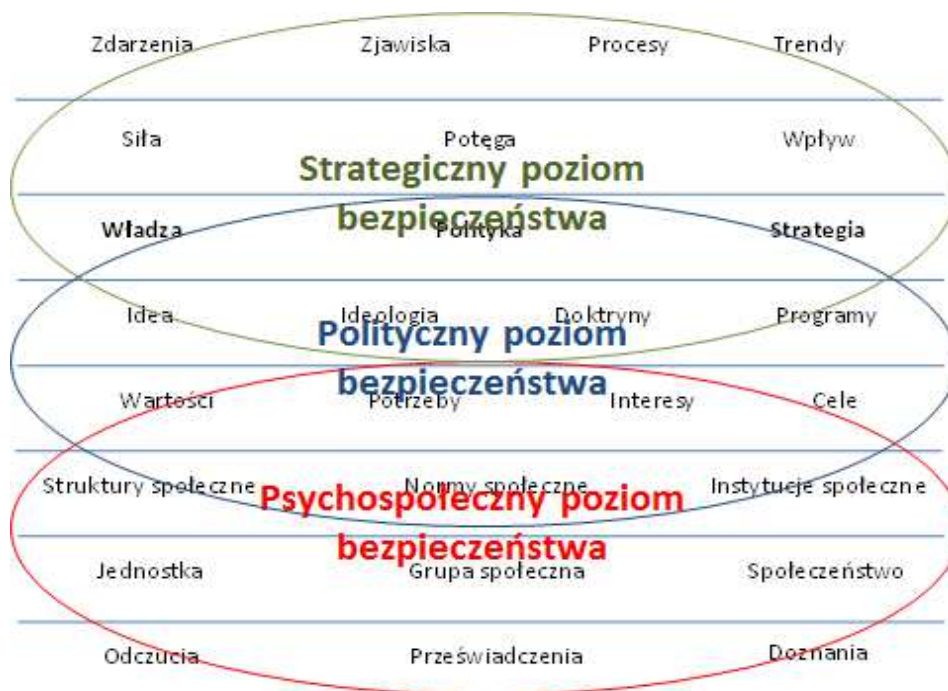 Zdarzenia Zjawiska Procesy Trendy
Siła Potęga Wpływ
Strategiczny poziom
bezpieczeństwa
Władza Polityka Strategia
Idea Ideologia Doktryny Programy
Polityczny poziom
bezpieczeństwa
Wartości Potrzeby Interesy Cele
Struktury społeczne Normy społeczne Instytucje społeczne
Psychospołeczny poziom
bezpieczeństwa
Jednostka Grupa społeczna Społeczeństwo
Odczucia Przeświadczenia Doznania